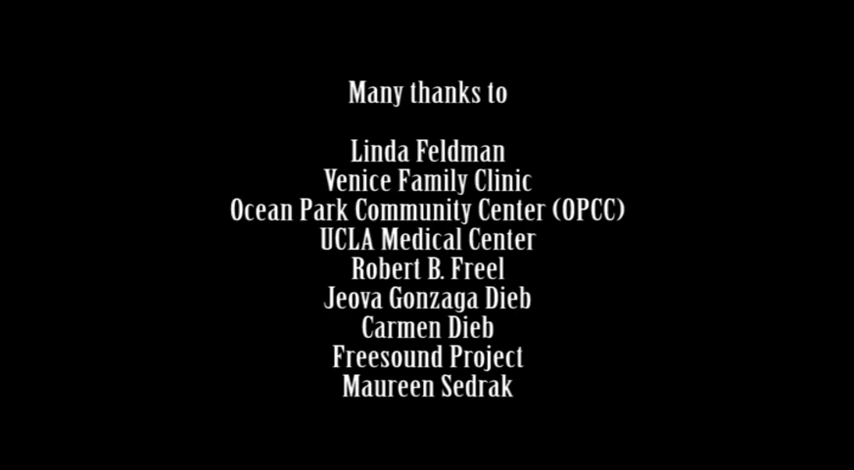 Many thanks to
Linda Feldman
Venice Family Clinic
Ocean Park Community Center (OPCC)
UCLA Medical Center
Robert B. Freel
Jeova Gonzaga Dieb
Carmen Dieb
Freesound Project
Maureen Sedrak